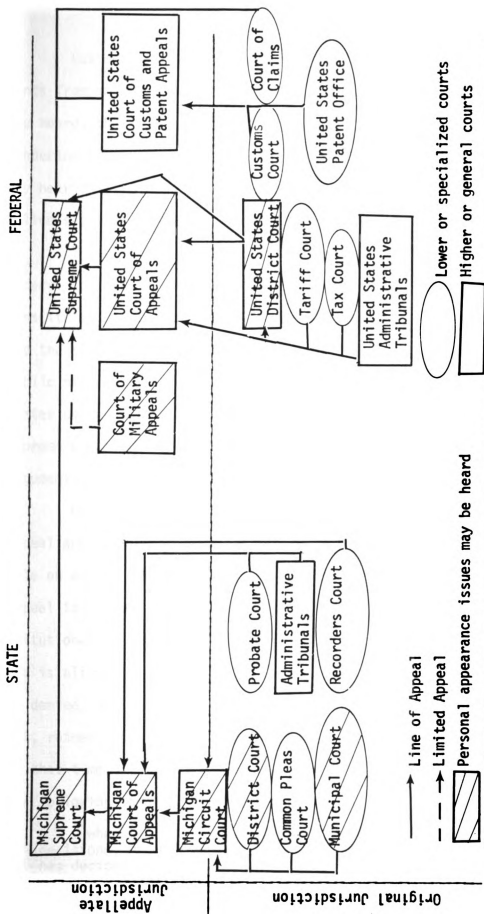 STATE
FEDERAL
Appellate
Jurisdiction
Original Jurisdiction
Michigan
Supreme
Court
Michigan
Court of
Appeals
Michigan
Circuit
Court
District Court
Common Pleas
Court
Municipal Court
Probate Court
Administrative
Tribunals
Recorders Court
Court of
Military
Appeals
United States
Supreme Court
United States
Court of
Appeals
United States
District Court
Tariff Court
Tax Court
United States
Administrative
Tribunals
United States
Court of
Customs and
Patent Appeals
Customs
Court
Court of
Claims
United States
Patent Office
Line of Appeal
Limited Appeal
Personal appearance issues may be heard
Lower or specialized courts
Higher or general courts